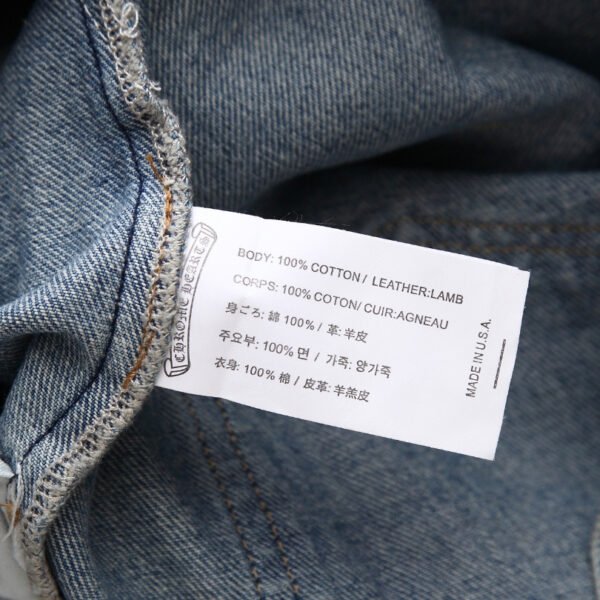 CHROME HEARTS
BODY: 100% COTTON / LEATHER:LAMB
CORPS: 100% COTON/ CUIR:AGNEAU
身ごろ: 綿 100% / 革: 羊皮
주요부: 100% 면 / 가죽: 양가죽
衣身: 100% 棉 / 皮革: 羊羔皮
MADE IN U.S.A.